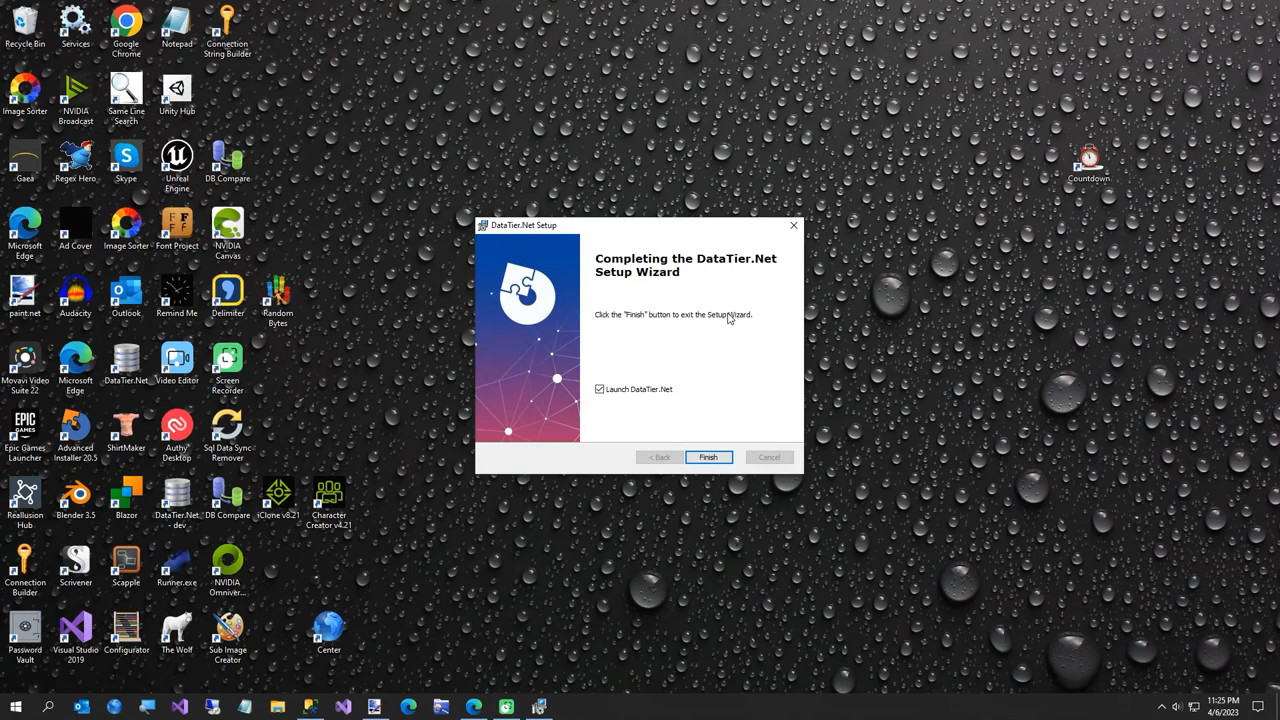 Recycle Bin
Services
Google
Chrome
Notepad
Connection
String Builder
Image Sorter
NVIDIA
Broadcast
Same Line
Search
Unity Hub
Gaea
Regex Hero
Skype
Unreal
Engine
DB Compare
Countdown
Microsoft
Edge
Ad Cover
Image Sorter
Font Project
NVIDIA
Canvas
paint.net
Audacity
Outlook
Remind Me
Delimiter
Random
Bytes
Movavi Video
Suite 22
Microsoft
Edge
DataTier.Net
Video Editor
Screen
Recorder
EPIC
GAMES
Epic Games
Launcher
Advanced
Installer 20.5
ShirtMaker
Authy
Desktop
Sql Data Sync
Remover
Reallusion
Hub
Blender 3.5
Blazor
DataTier.Net
- dev
DB Compare
iClone v8.21
Character
Creator v4.21
Connection
Builder
Scrivener
Scapple
Runner.exe
NVIDIA
Omniver...
Password
Vault
Visual Studio
2019
Configurator
The Wolf
Sub Image
Creator
Center
DataTier.Net Setup
Completing the DataTier.Net
Setup Wizard
Click the "Finish" button to exit the Setup Wizard.
Launch DataTier.Net
< Back
Finish
Cancel
11:25 PM
4/6/2023